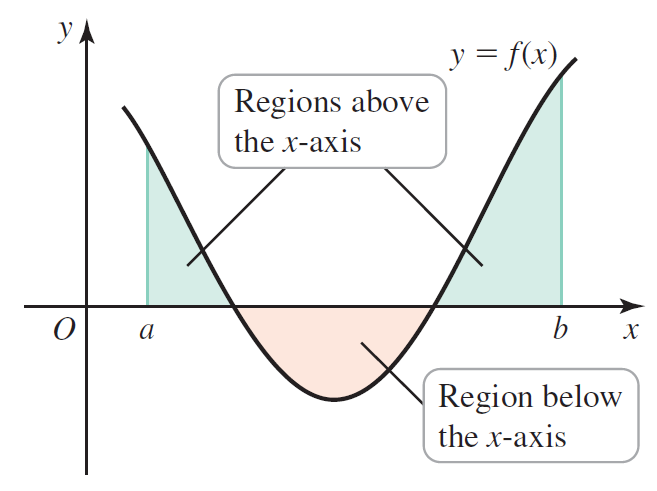 y
y = f(x)
Regions above
the x-axis
O
a
b
x
Region below
the x-axis